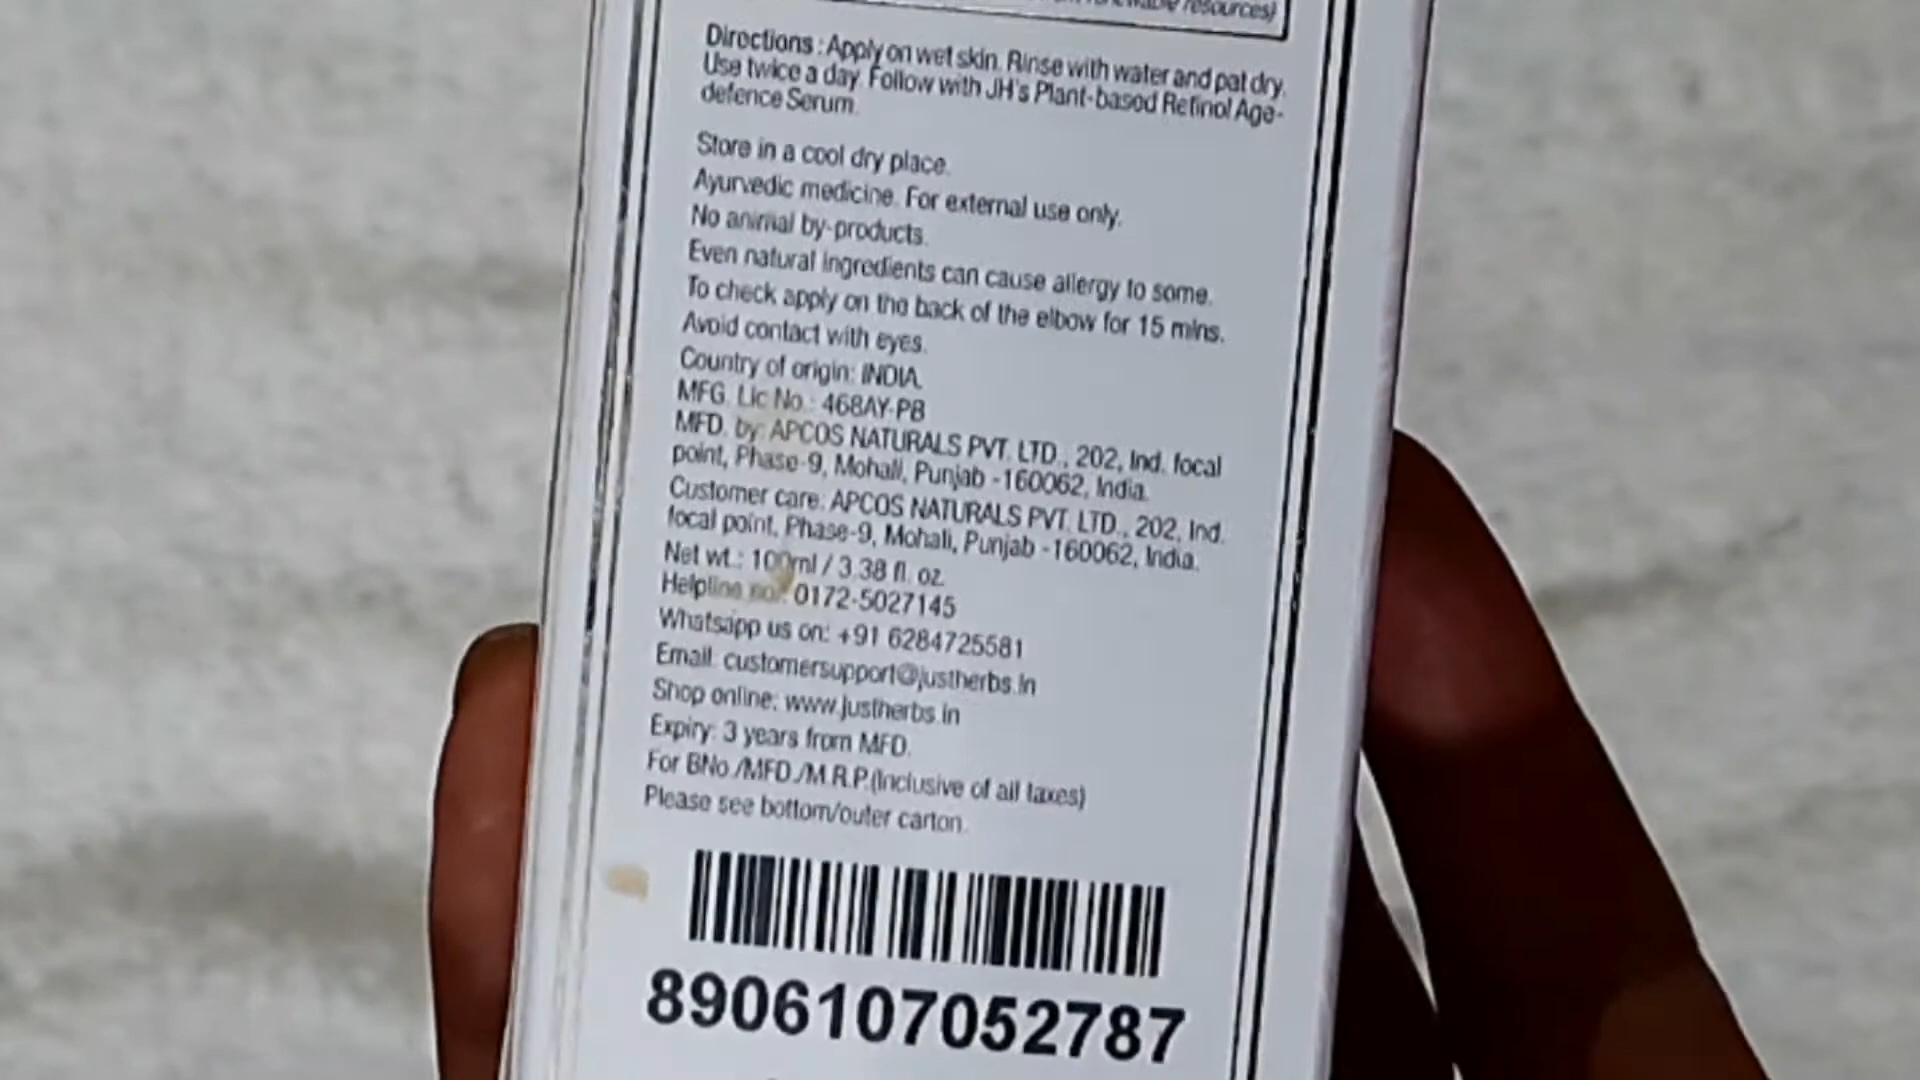 renewable resources)
Directions : Apply on wet skin. Rinse with water and pat dry.
Use twice a day. Follow with JH's Plant-based Retinol Age-
defence Serum.
Store in a cool dry place.
Ayurvedic medicine. For external use only.
No animal by-products.
Even natural ingredients can cause allergy to some.
To check apply on the back of the elbow for 15 mins.
Avoid contact with eyes.
Country of origin: INDIA.
MFG. Lic No.: 468AY-PB
MFD. by: APCOS NATURALS PVT. LTD., 202, Ind. focal
point, Phase-9, Mohali, Punjab -160062, India.
Customer care: APCOS NATURALS PVT. LTD., 202, Ind.
focal point, Phase-9, Mohali, Punjab -160062, India.
Net wt.: 100ml / 3.38 fl. oz.
Helpline no.: 0172-5027145
Whatsapp us on: +91 6284725581
Email: customersupport@justherbs.in
Shop online: www.justherbs.in
Expiry: 3 years from MFD.
For BNo./MFD./M.R.P.(Inclusive of all taxes)
Please see bottom/outer carton.
8906107052787